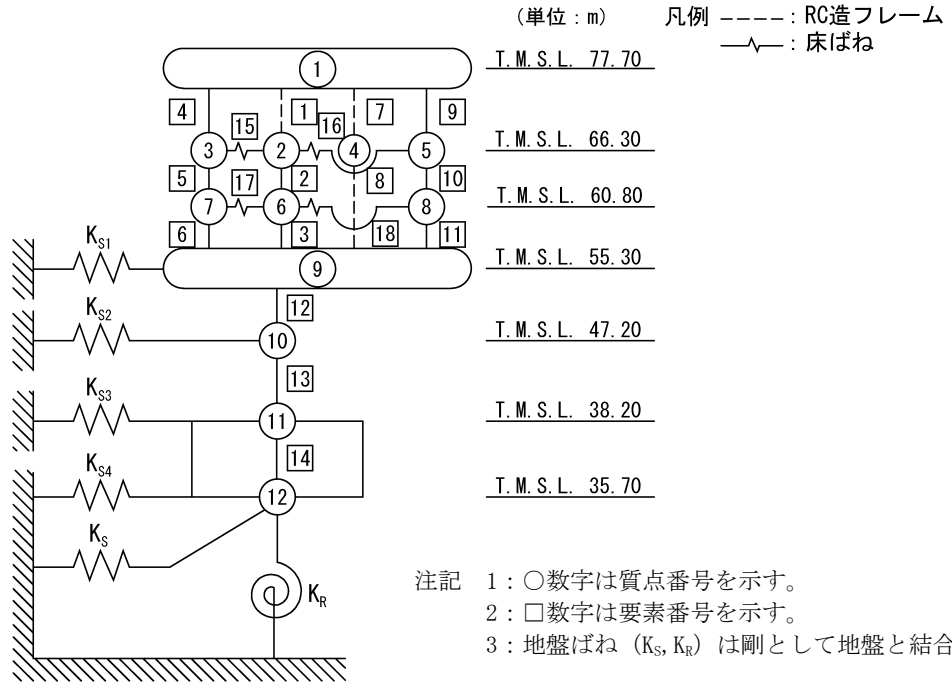 （単位：m） 凡例 ----：RC造フレーム
：床ばね
1 T.M.S.L. 77.70
4 1 7 9
15 16
3 2 4 5 T.M.S.L. 66.30
5 17 2 8 10
7 6 8 T.M.S.L. 60.80
6 3 18 11
KS1 9 T.M.S.L. 55.30
12
KS2 10 T.M.S.L. 47.20
13
KS3 11 T.M.S.L. 38.20
14
KS4 12 T.M.S.L. 35.70
KS
KR
注記 1：○数字は質点番号を示す。
2：□数字は要素番号を示す。
3：地盤ばね（KS,KR）は剛として地盤と結合